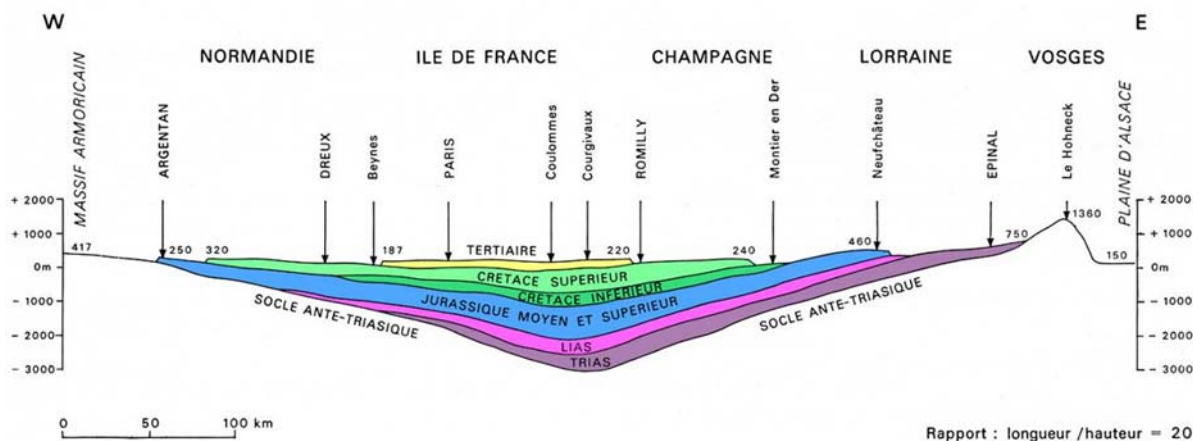 W
E
NORMANDIE
ILE DE FRANCE
CHAMPAGNE
LORRAINE
VOSGES
MASSIF ARMORICAIN
ARGENTAN
DREUX
Beynes
PARIS
Coulommes
Courgivaux
ROMILLY
Montier en Der
Neufchâteau
EPINAL
Le Hohneck
PLAINE D'ALSACE
+ 2000
+ 1000
0m
- 1000
- 2000
- 3000
417
250
320
187
TERTIAIRE
220
240
460
750
1360
150
+ 2000
+ 1000
0m
- 1000
- 2000
- 3000
CRETACE SUPERIEUR
CRETACE INFERIEUR
JURASSIQUE MOYEN ET SUPERIEUR
SOCLE ANTE-TRIASIQUE
SOCLE ANTE-TRIASIQUE
LIAS
TRIAS
0 50 100 km
Rapport : longueur / hauteur = 20